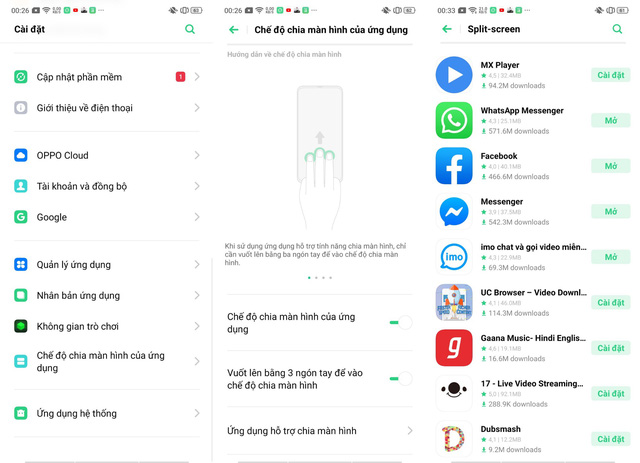 00:26
62
Cài đặt
Cập nhật phần mềm
1
Giới thiệu về điện thoại
OPPO Cloud
Tài khoản và đồng bộ
Google
Quản lý ứng dụng
Nhân bản ứng dụng
Không gian trò chơi
Chế độ chia màn hình của ứng
dụng
Ứng dụng hệ thống
00:26
62
Chế độ chia màn hình của ứng dụng
Hướng dẫn về chế độ chia màn hình
Khi sử dụng ứng dụng hỗ trợ tính năng chia màn hình, chỉ
cần vuốt lên bằng ba ngón tay để vào chế độ chia màn
hình.
Chế độ chia màn hình của ứng
dụng
Vuốt lên bằng 3 ngón tay để vào
chế độ chia màn hình
Ứng dụng hỗ trợ chia màn hình
00:33
61
Split-screen
MX Player
4,5 | 32.4MB
94.2M downloads
Cài đặt
WhatsApp Messenger
4,3 | 25.1MB
571.6M downloads
Mở
Facebook
4,0 | 40.1MB
466.6M downloads
Mở
Messenger
3,9 | 37.5MB
542.3M downloads
Mở
imo chat và gọi video miễn...
4,3 | 22.9MB
69.3M downloads
Mở
UC Browser – Video Downl...
4,1 | 46.0MB
114.3M downloads
Cài đặt
Gaana Music- Hindi Englis...
4,6 | 19.1MB
16.6M downloads
Cài đặt
17 - Live Video Streaming...
5,0 | 92.1MB
288.9K downloads
Cài đặt
Dubsmash
4,1 | 12.2MB
9.2M downloads
Cài đặt